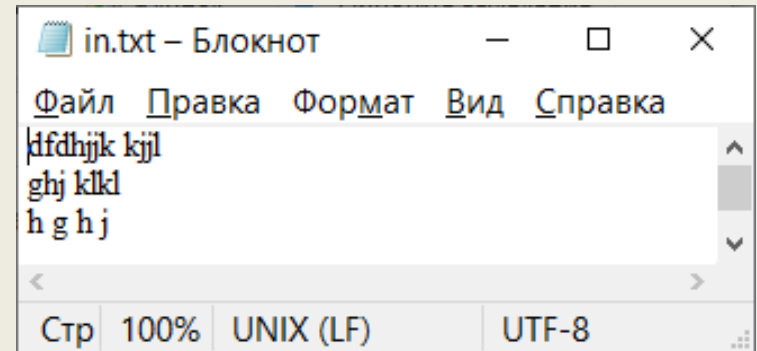 in.txt – Блокнот
Файл Правка Формат Вид Справка
dfdhjjk kjjl
ghj klkl
h g h j
Стр 100% UNIX (LF) UTF-8